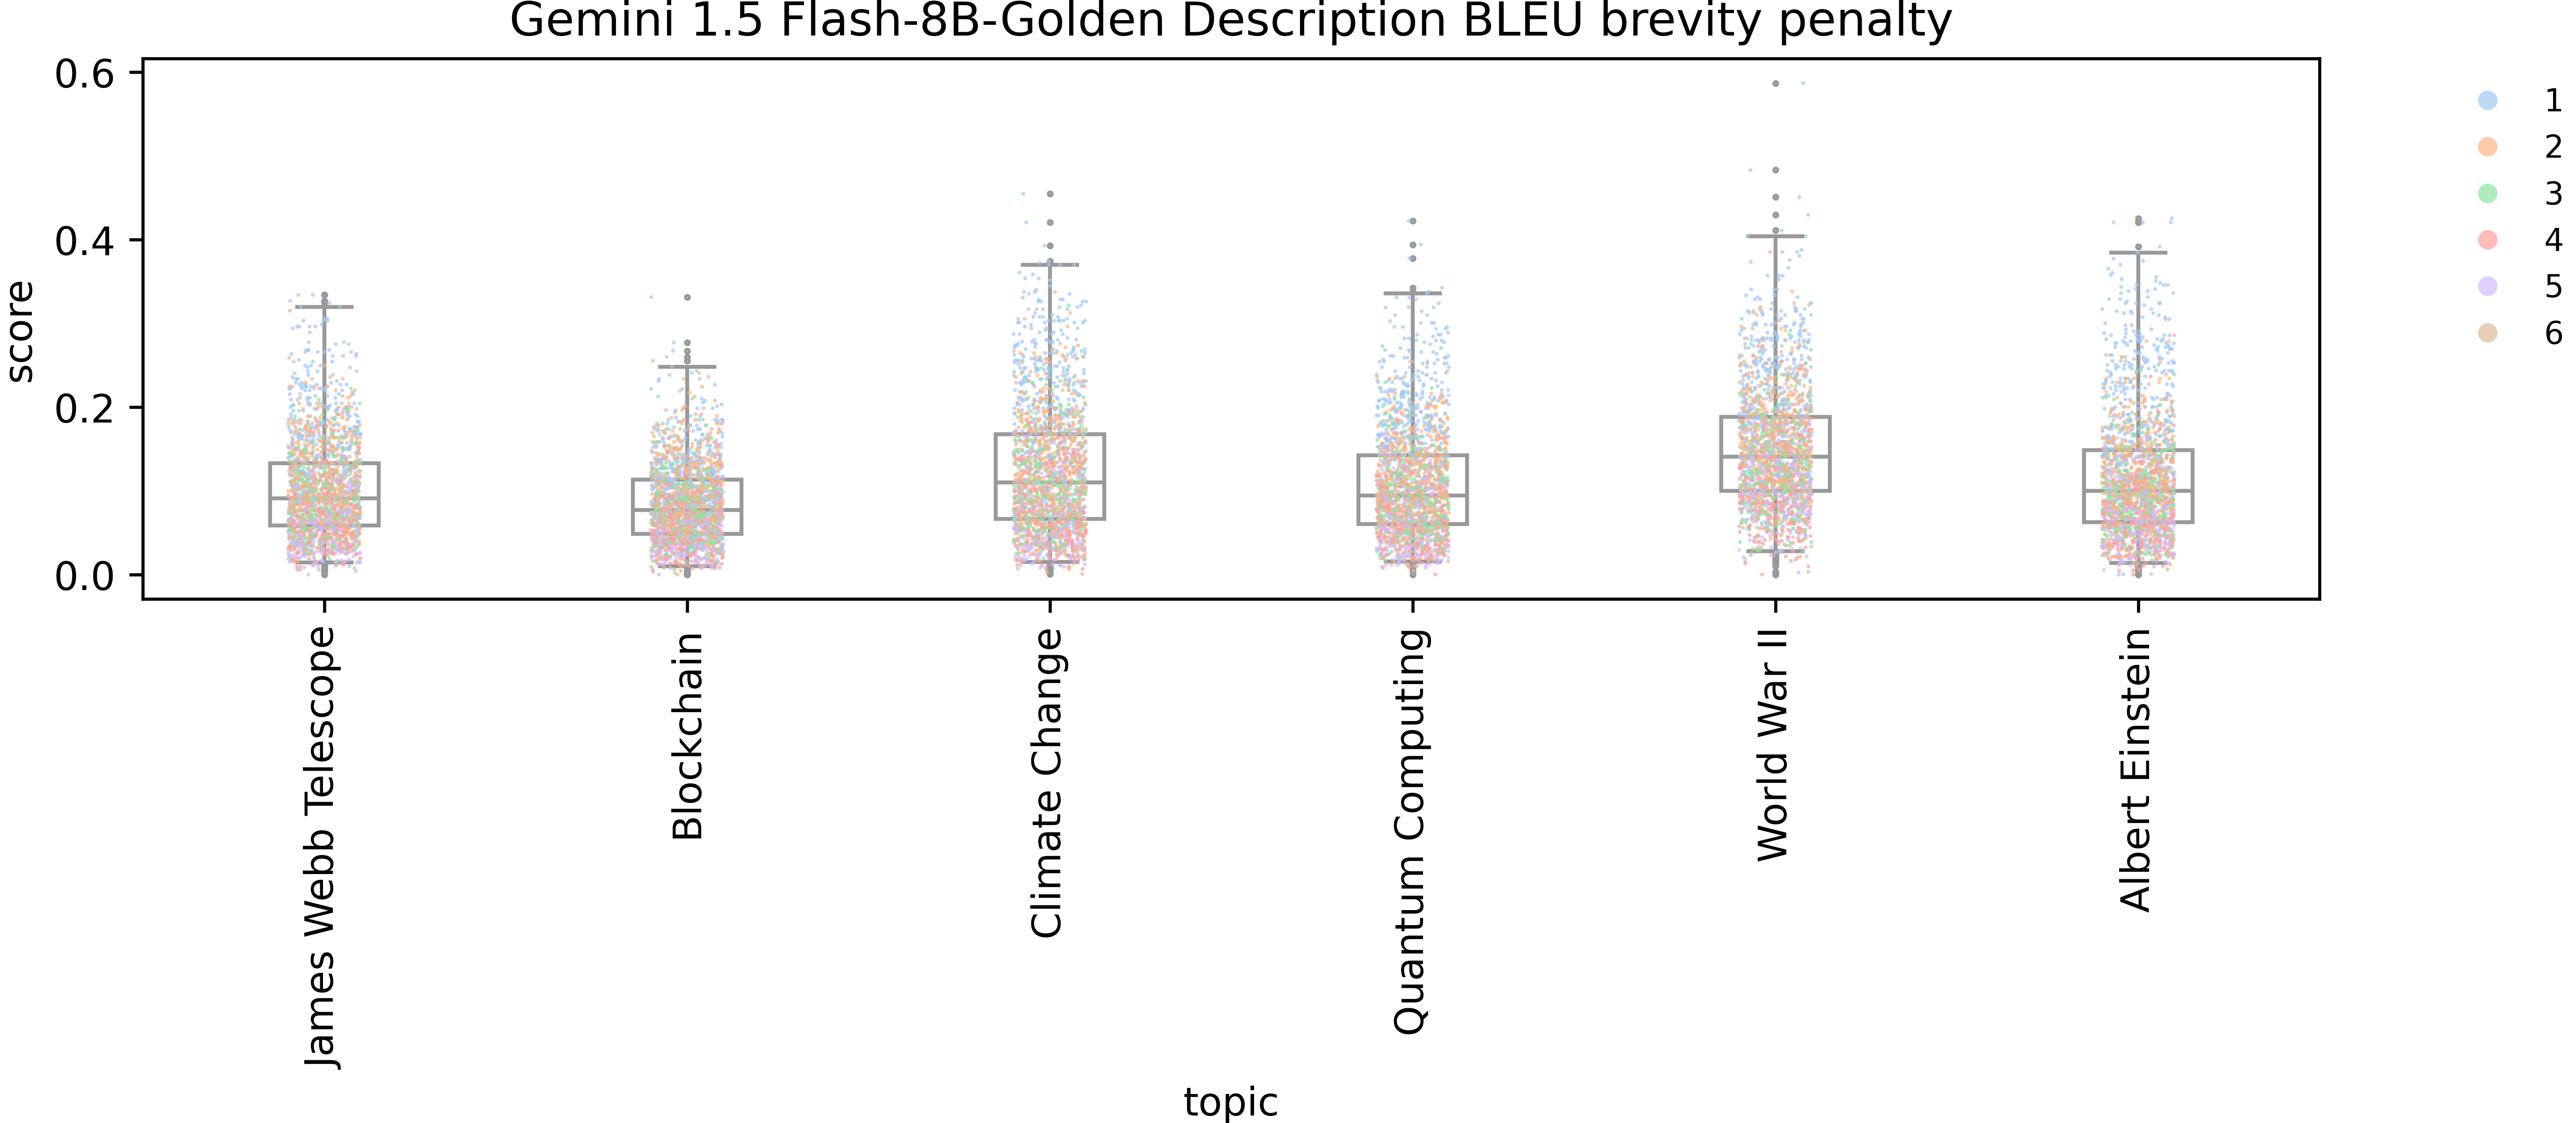 Gemini 1.5 Flash-8B-Golden Description BLEU brevity penalty
score
0.6
0.4
0.2
0.0
James Webb Telescope
Blockchain
Climate Change
Quantum Computing
World War II
Albert Einstein
topic
1
2
3
4
5
6